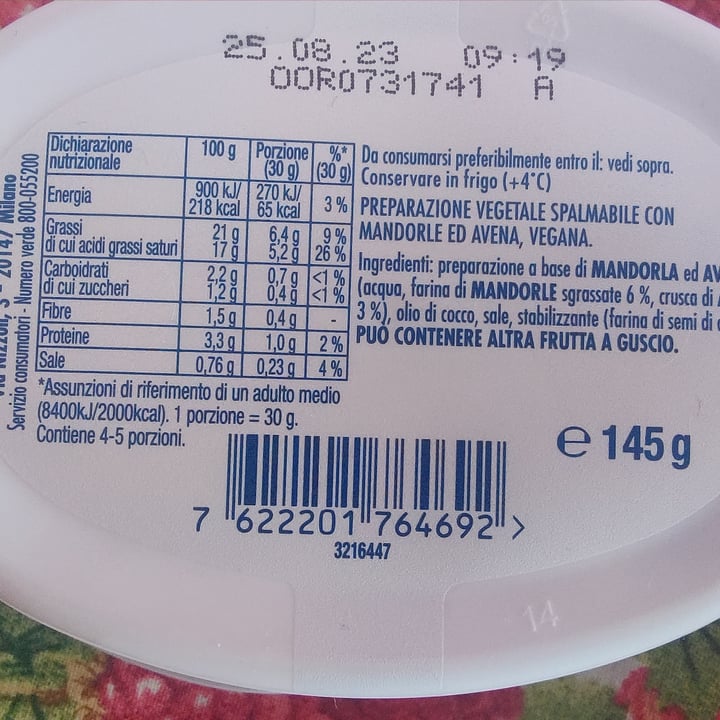 25.08.23 09:19
OOR0731741 A
Dichiarazione nutrizionale 100 g Porzione (30 g) %* (30 g)
Energia 900 kJ/ 218 kcal 270 kJ/ 65 kcal 3 %
Grassi 21 g 6,4 g 9 %
di cui acidi grassi saturi 17 g 5,2 g 26 %
Carboidrati 2,2 g 0,7 g <1 %
di cui zuccheri 1,2 g 0,4 g <1 %
Fibre 1,5 g 0,4 g -
Proteine 3,3 g 1,0 g 2 %
Sale 0,76 g 0,23 g 4 %
*Assunzioni di riferimento di un adulto medio
(8400kJ/2000kcal). 1 porzione = 30 g.
Contiene 4-5 porzioni.
Da consumarsi preferibilmente entro il: vedi sopra.
Conservare in frigo (+4°C)
PREPARAZIONE VEGETALE SPALMABILE CON
MANDORLE ED AVENA, VEGANA.
Ingredienti: preparazione a base di MANDORLA ed AV
(acqua, farina di MANDORLE sgrassate 6 %, crusca di
3 %), olio di cocco, sale, stabilizzante (farina di semi di
PUÒ CONTENERE ALTRA FRUTTA A GUSCIO.
℮ 145 g
7 622201 764692 >
3216447
14
20147 Milano
Servizio consumatori - Numero verde 800-055200